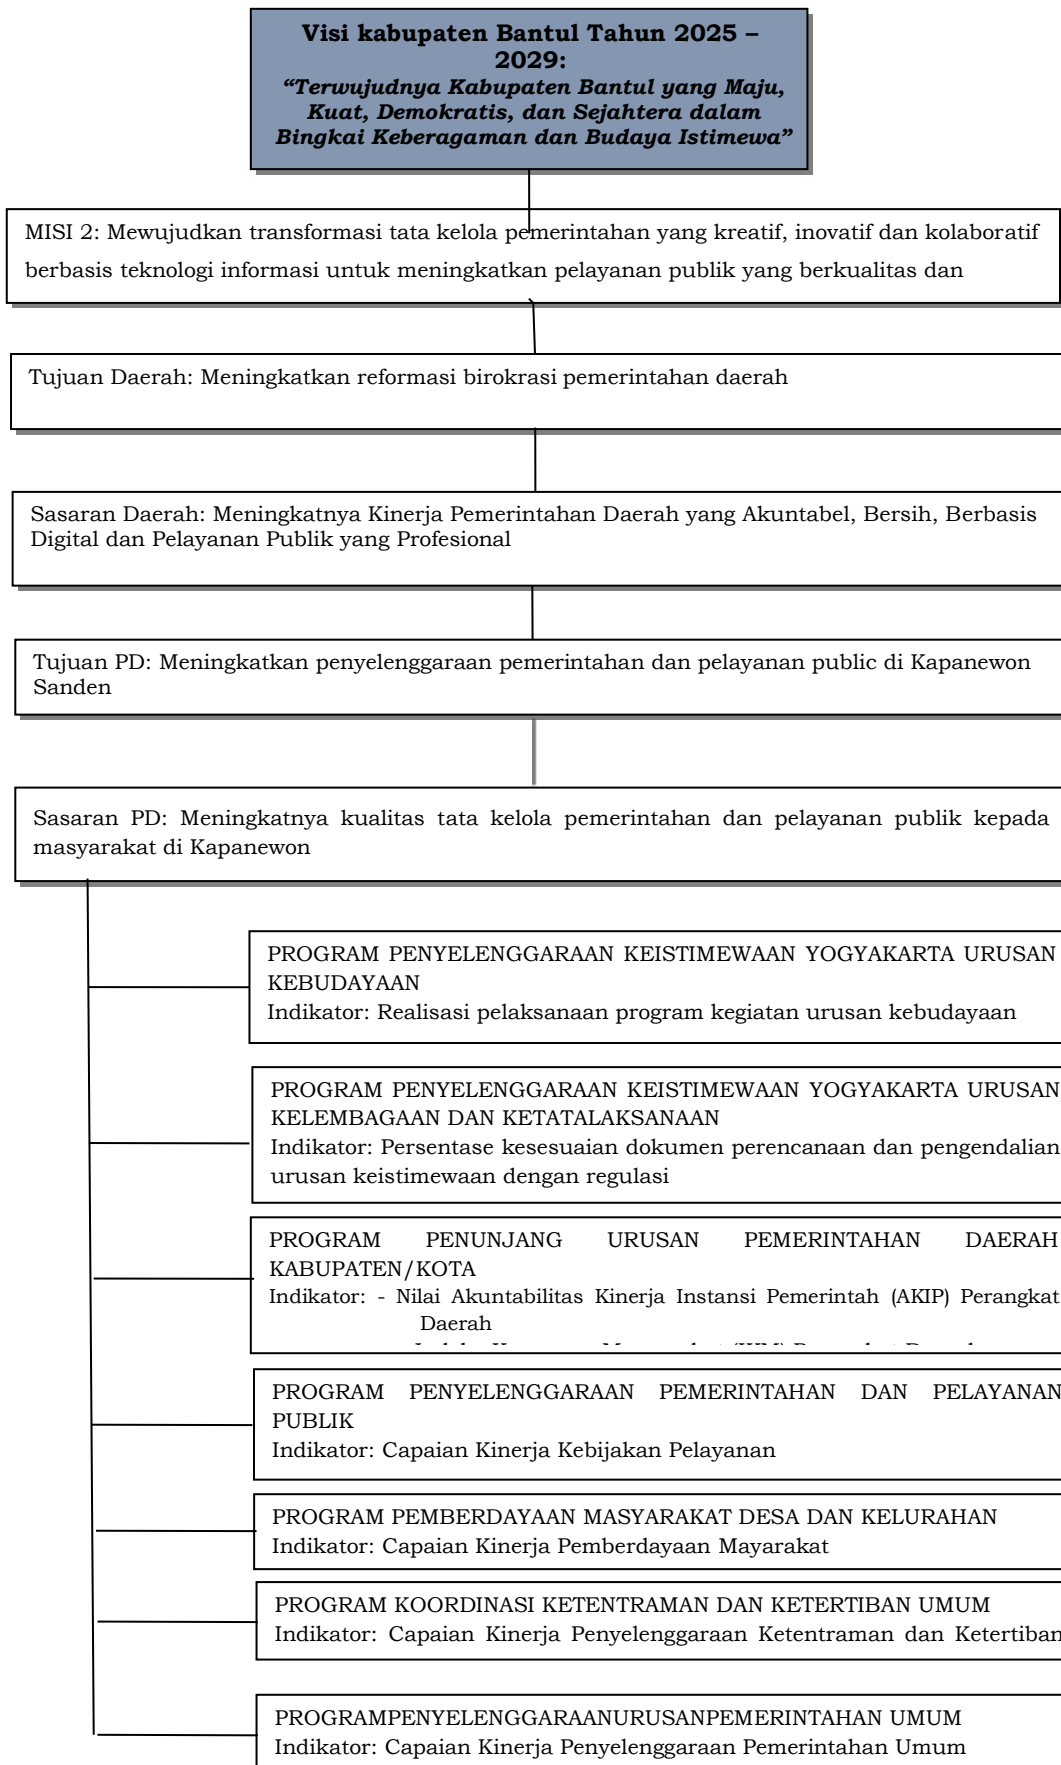 Visi kabupaten Bantul Tahun 2025 –
2029:
“Terwujudnya Kabupaten Bantul yang Maju,
Kuat, Demokratis, dan Sejahtera dalam
Bingkai Keberagaman dan Budaya Istimewa”
MISI 2: Mewujudkan transformasi tata kelola pemerintahan yang kreatif, inovatif dan kolaboratif
berbasis teknologi informasi untuk meningkatkan pelayanan publik yang berkualitas dan
Tujuan Daerah: Meningkatkan reformasi birokrasi pemerintahan daerah
Sasaran Daerah: Meningkatnya Kinerja Pemerintahan Daerah yang Akuntabel, Bersih, Berbasis
Digital dan Pelayanan Publik yang Profesional
Tujuan PD: Meningkatkan penyelenggaraan pemerintahan dan pelayanan public di Kapanewon
Sanden
Sasaran PD: Meningkatnya kualitas tata kelola pemerintahan dan pelayanan publik kepada
masyarakat di Kapanewon
PROGRAM PENYELENGGARAAN KEISTIMEWAAN YOGYAKARTA URUSAN
KEBUDAYAAN
Indikator: Realisasi pelaksanaan program kegiatan urusan kebudayaan
PROGRAM PENYELENGGARAAN KEISTIMEWAAN YOGYAKARTA URUSAN
KELEMBAGAAN DAN KETATALAKSANAAN
Indikator: Persentase kesesuaian dokumen perencanaan dan pengendalian
urusan keistimewaan dengan regulasi
PROGRAM PENUNJANG URUSAN PEMERINTAHAN DAERAH
KABUPATEN/KOTA
Indikator: - Nilai Akuntabilitas Kinerja Instansi Pemerintah (AKIP) Perangkat
Daerah
PROGRAM PENYELENGGARAAN PEMERINTAHAN DAN PELAYANAN
PUBLIK
Indikator: Capaian Kinerja Kebijakan Pelayanan
PROGRAM PEMBERDAYAAN MASYARAKAT DESA DAN KELURAHAN
Indikator: Capaian Kinerja Pemberdayaan Mayarakat
PROGRAM KOORDINASI KETENTRAMAN DAN KETERTIBAN UMUM
Indikator: Capaian Kinerja Penyelenggaraan Ketentraman dan Ketertiban
PROGRAMPENYELENGGARAANURUSANPEMERINTAHAN UMUM
Indikator: Capaian Kinerja Penyelenggaraan Pemerintahan Umum